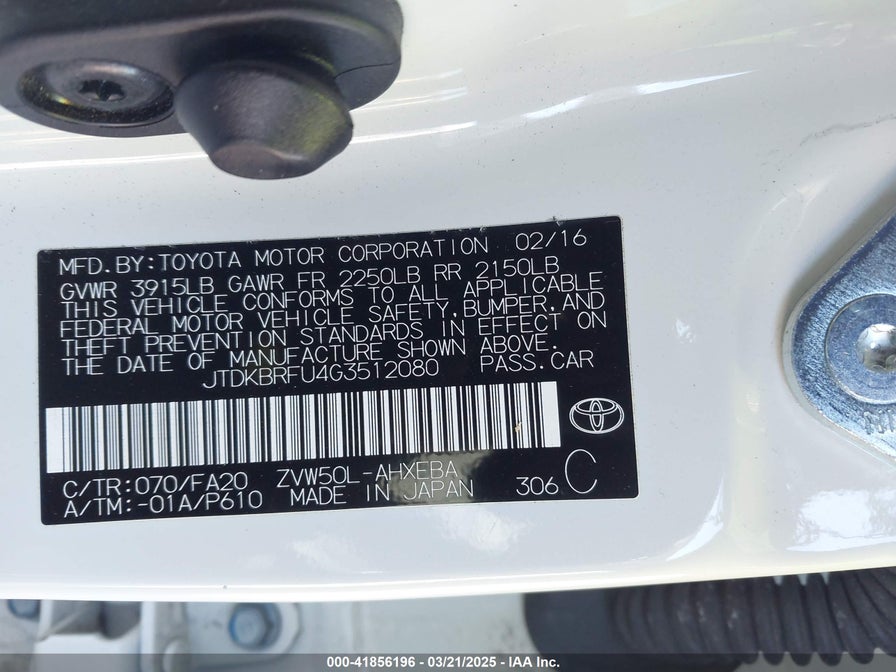 MFD.BY:TOYOTA MOTOR CORPORATION 02/16
GVWR 3915LB GAWR FR 2250LB RR 2150LB
THIS VEHICLE CONFORMS TO ALL APPLICABLE
FEDERAL MOTOR VEHICLE SAFETY,BUMPER,AND
THEFT PREVENTION STANDARDS IN EFFECT ON
THE DATE OF MANUFACTURE SHOWN ABOVE.
JTDKBRFU4G3512080 PASS.CAR
C/TR:070/FA20 ZVW50L-AHXEBA
A/TM:-01A/P610 MADE IN JAPAN 306 C
000-41856196 - 03/21/2025 - IAA Inc.